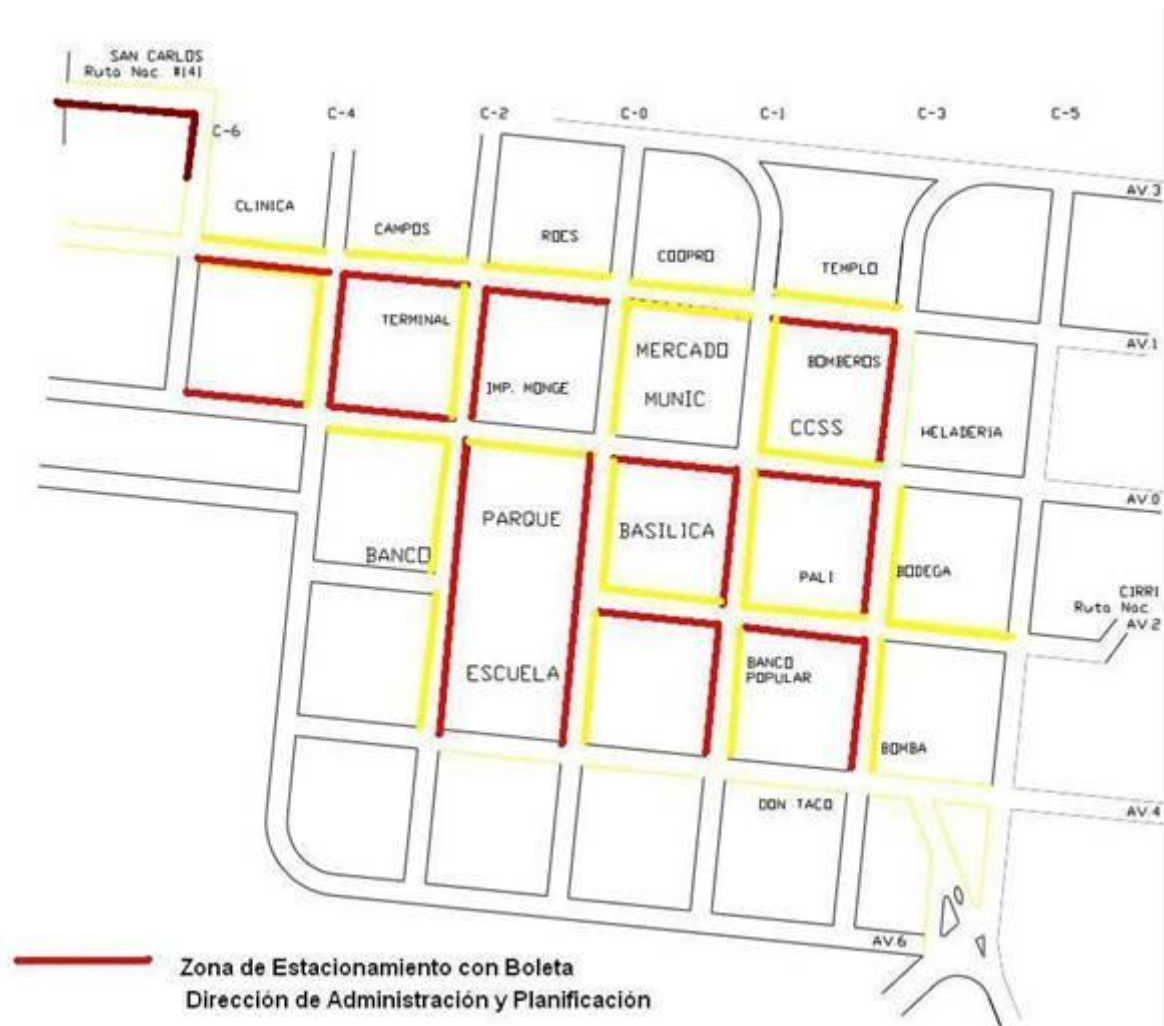 SAN CARLOS
Ruta Nac. #141
C-6
C-4
C-2
C-0
C-1
C-3
C-5
AV.3
CLINICA
CAMPOS
ROES
COOPRO
TEMPLO
TERMINAL
IMP. MONGE
MERCADO
MUNIC
BOMBEROS
CCSS
HELADERIA
AV.1
PARQUE
BASILICA
BANCO
PALI
BODEGA
AV.0
CIRRI
Ruta Nac.
AV.2
ESCUELA
BANCO
POPULAR
BOMBA
DON TACO
AV.4
AV.6
Zona de Estacionamiento con Boleta
Dirección de Administración y Planificación